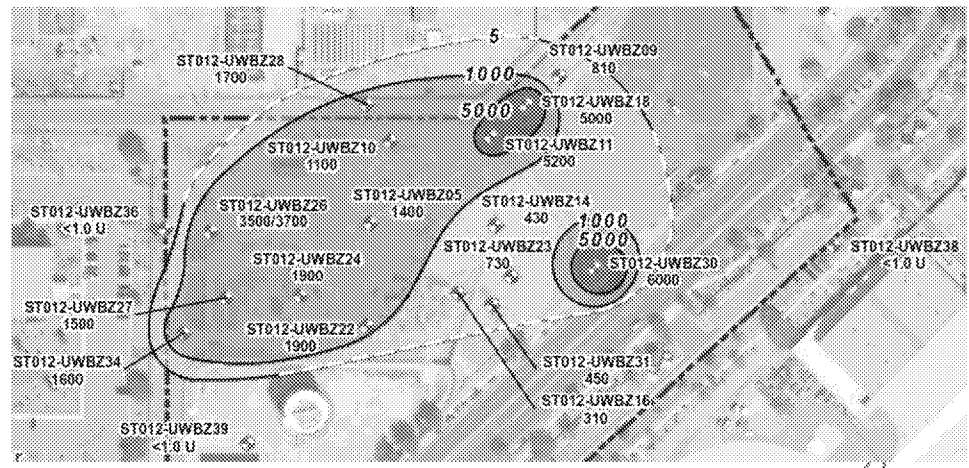 5
ST012-UWBZ09
810
ST012-UWBZ28
1700
1000
5000
ST012-UWBZ18
5000
ST012-UWBZ10
1100
ST012-UWBZ11
5200
ST012-UWBZ05
1400
ST012-UWBZ14
430
ST012-UWBZ36
<1.0 U
ST012-UWBZ26
3500/3700
1000
5000
ST012-UWBZ23
730
ST012-UWBZ38
<1.0 U
ST012-UWBZ24
1900
ST012-UWBZ30
6000
ST012-UWBZ27
1500
ST012-UWBZ22
1900
ST012-UWBZ34
1600
ST012-UWBZ31
450
ST012-UWBZ16
310
ST012-UWBZ39
<1.0 U